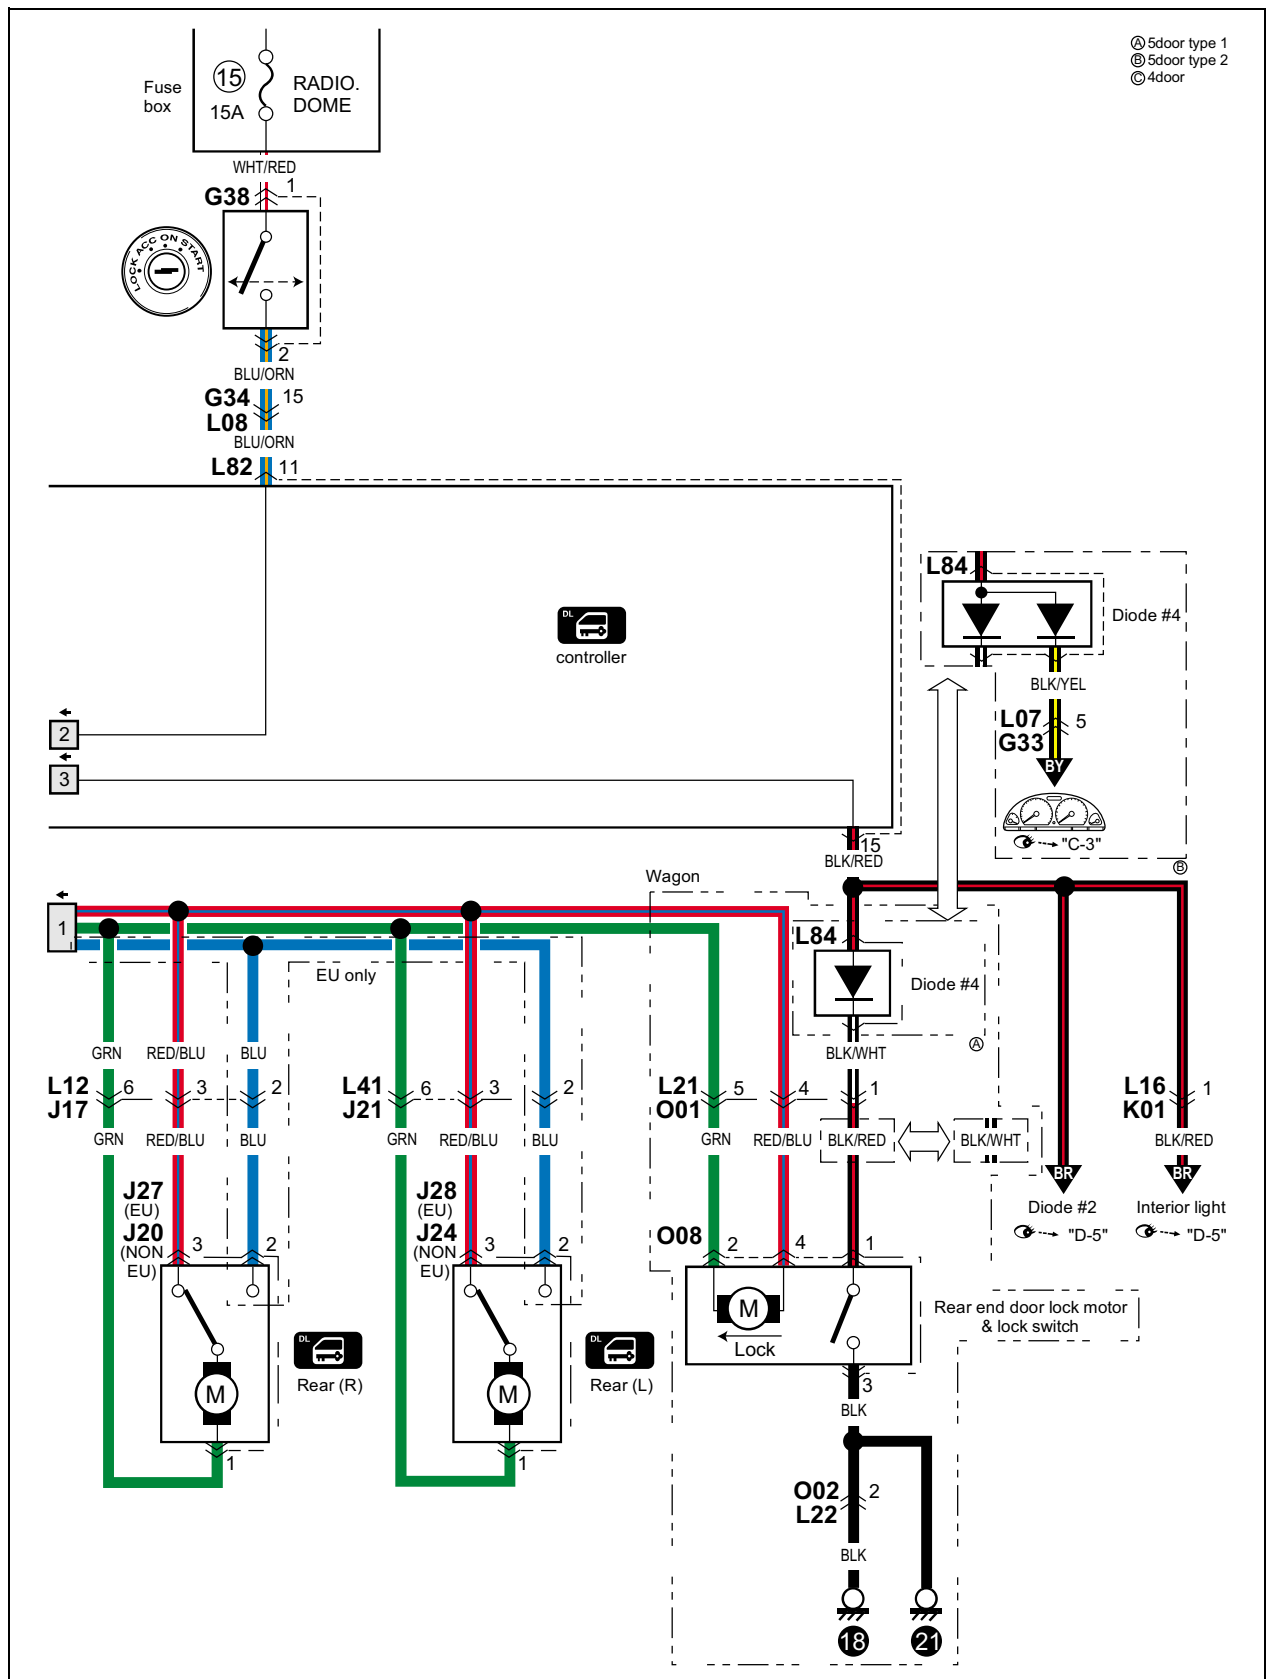 Ⓐ 5door type 1
Ⓑ 5door type 2
Ⓒ 4door
Fuse
box
15
15A
RADIO.
DOME
WHT/RED
G38
1
LOCK ACC ON START
2
BLU/ORN
G34
15
L08
BLU/ORN
L82
11
DL
controller
2
3
L84
Diode #4
BLK/YEL
L07
5
G33
BY
"C-3"
Ⓑ
15
BLK/RED
Wagon
1
L84
EU only
Diode #4
Ⓐ
GRN
RED/BLU
BLU
BLK/WHT
L12
J17
6
3
2
L41
J21
6
3
2
L21
O01
5
4
1
L16
K01
1
GRN
RED/BLU
BLU
GRN
RED/BLU
BLU
GRN
RED/BLU
BLK/RED
BLK/WHT
BLK/RED
J27
(EU)
J20
(NON
EU)
3
2
J28
(EU)
J24
(NON
EU)
3
2
O08
2
4
1
BR
Diode #2
"D-5"
BR
Interior light
"D-5"
M
Lock
Rear end door lock motor
& lock switch
DL
Rear (R)
M
1
DL
Rear (L)
M
1
3
BLK
O02
2
L22
BLK
18
21